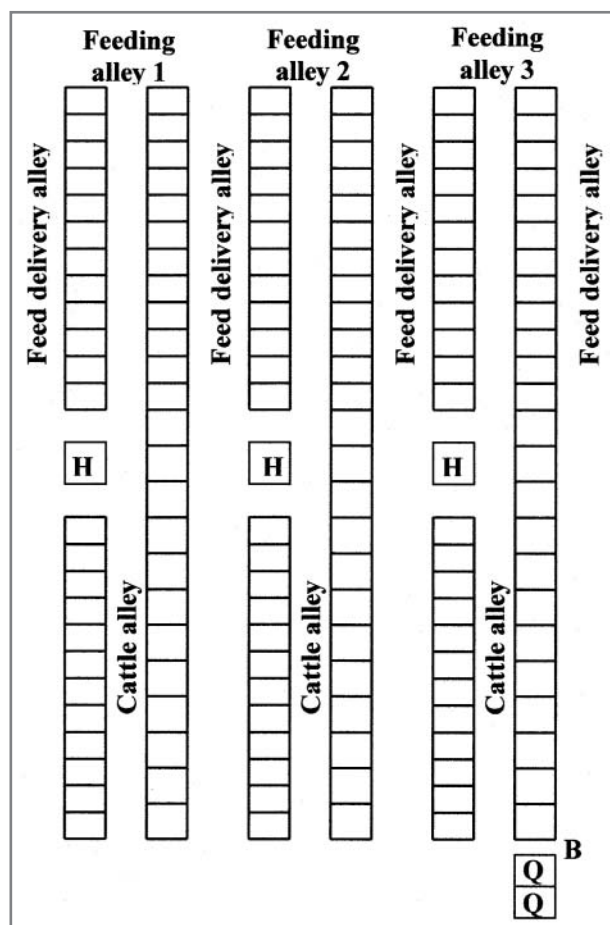 Feeding
alley 1
Feeding
alley 2
Feeding
alley 3
Feed delivery alley
Feed delivery alley
Feed delivery alley
Feed delivery alley
H
H
H
Cattle alley
Cattle alley
Cattle alley
B
Q
Q